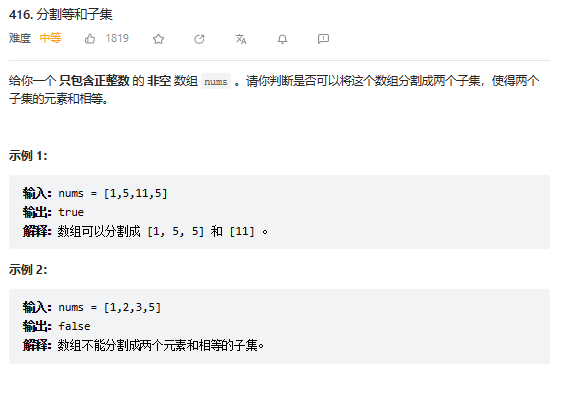 416. 分割等和子集
难度 中等 1819
给你一个 只包含正整数 的 非空 数组 nums 。请你判断是否可以将这个数组分割成两个子集，使得两个
子集的元素和相等。
示例 1：
输入：nums = [1,5,11,5]
输出：true
解释：数组可以分割成 [1, 5, 5] 和 [11] 。
示例 2：
输入：nums = [1,2,3,5]
输出：false
解释：数组不能分割成两个元素和相等的子集。